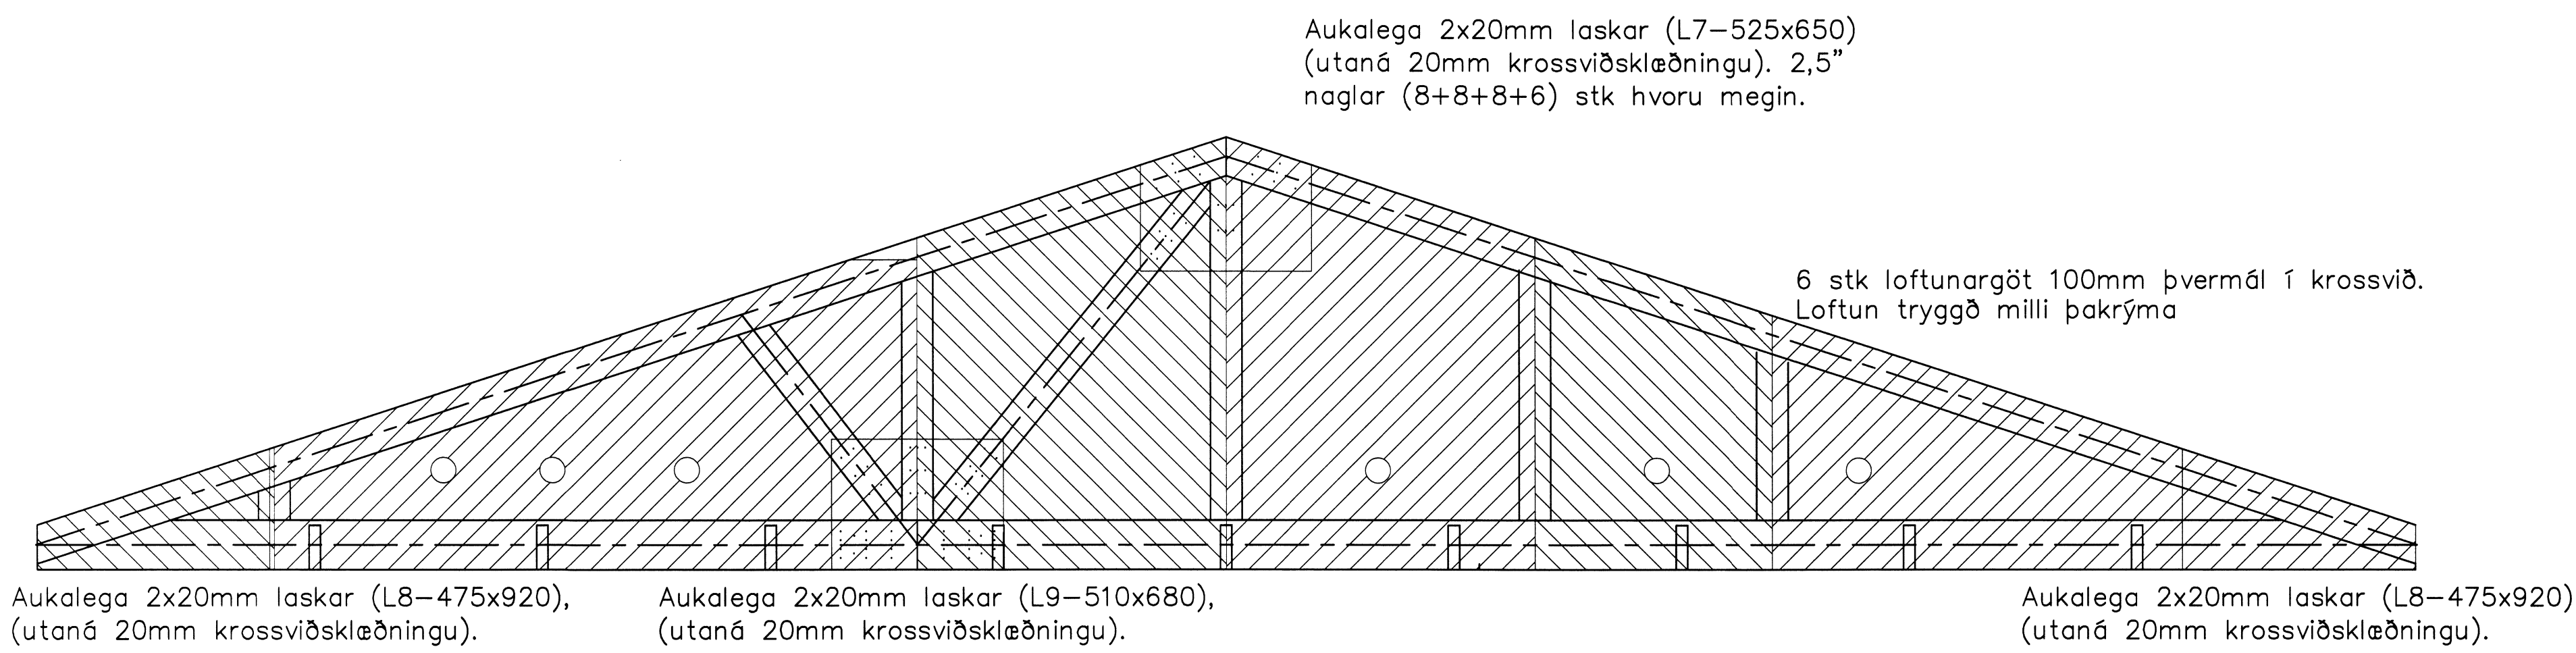 Aukalega 2x20mm laskar (L7-525x650)
(utaná 20mm krossviðsklæðningu). 2,5"
naglar (8+8+8+6) stk hvoru megin.
6 stk loftunargöt 100mm þvermál í krossvið.
Loftun tryggð milli þakrýma
Aukalega 2x20mm laskar (L8-475x920),
(utaná 20mm krossviðsklæðningu).
Aukalega 2x20mm laskar (L9-510x680),
(utaná 20mm krossviðsklæðningu).
Aukalega 2x20mm laskar (L8-475x920)
(utaná 20mm krossviðsklæðningu).